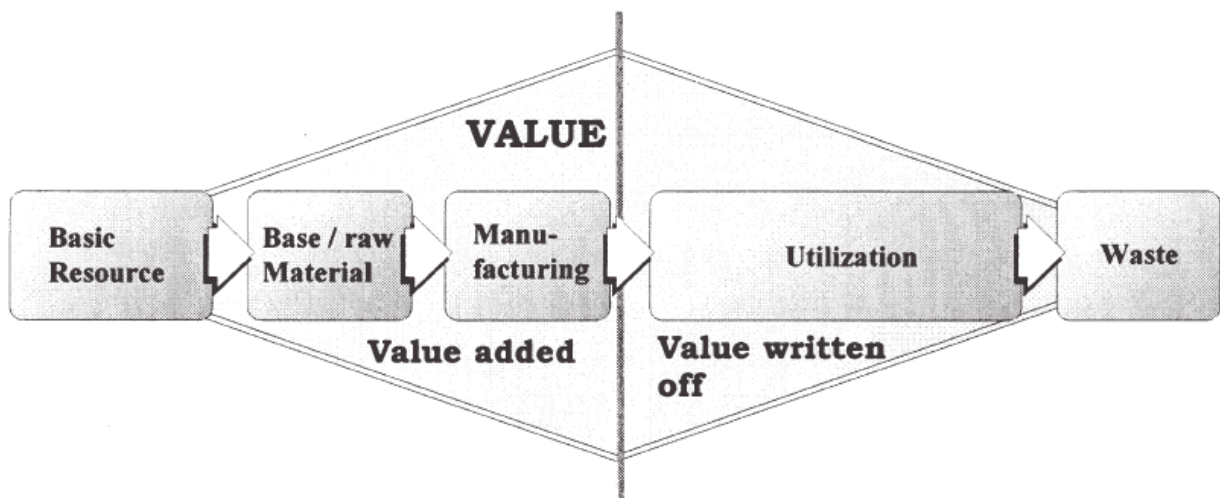 VALUE
Basic
Resource
Base / raw
Material
Manu-
facturing
Utilization
Waste
Value added
Value written
off